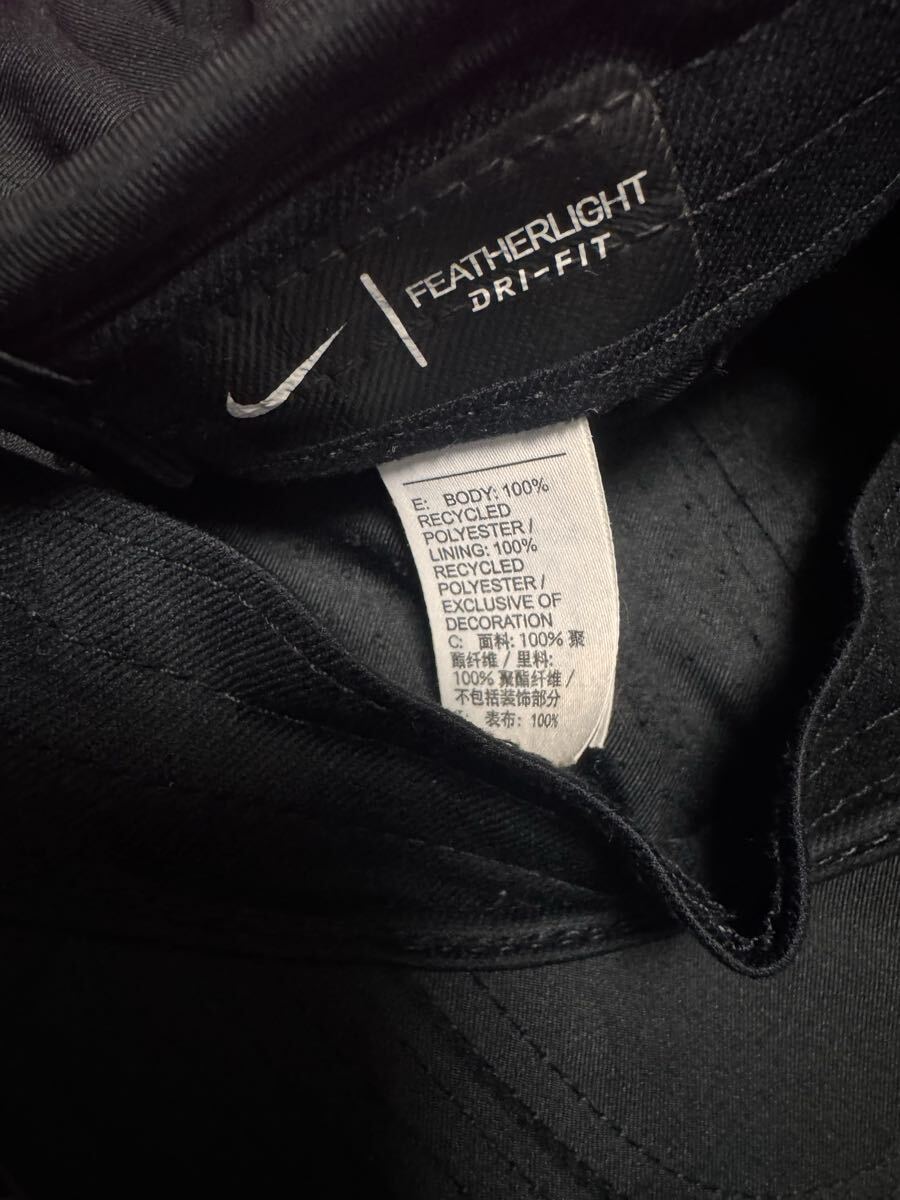 FEATHERLIGHT
DRI-FIT
E: BODY: 100%
RECYCLED
POLYESTER /
LINING: 100%
RECYCLED
POLYESTER /
EXCLUSIVE OF
DECORATION
C: 面料: 100% 聚
酯纤维 / 里料:
100% 聚酯纤维 /
不包括装饰部分
表布: 100%